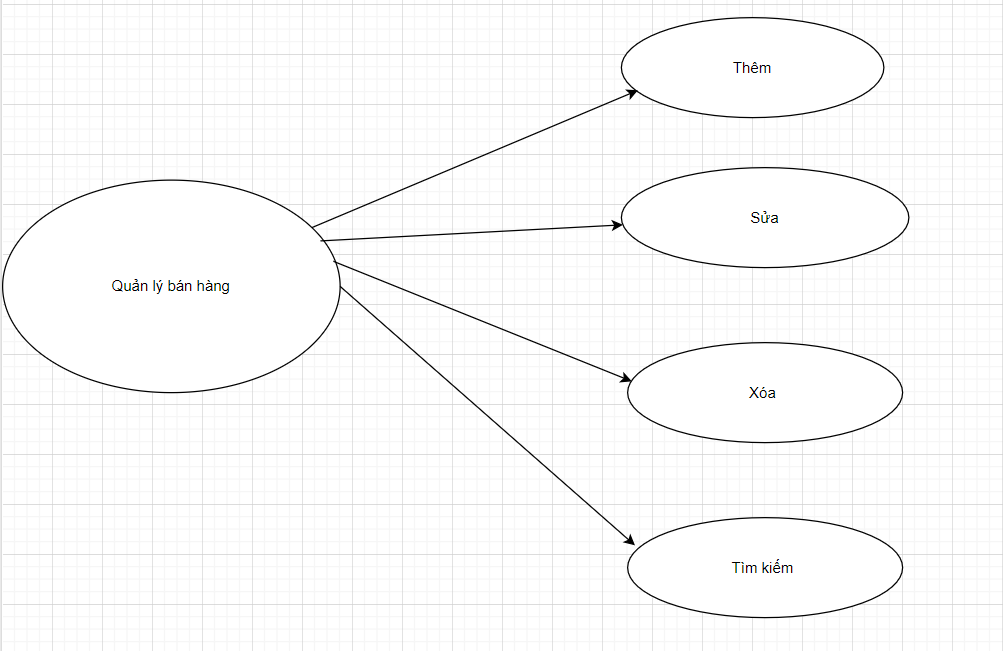 Thêm
Sửa
Quản lý bán hàng
Xóa
Tìm kiếm